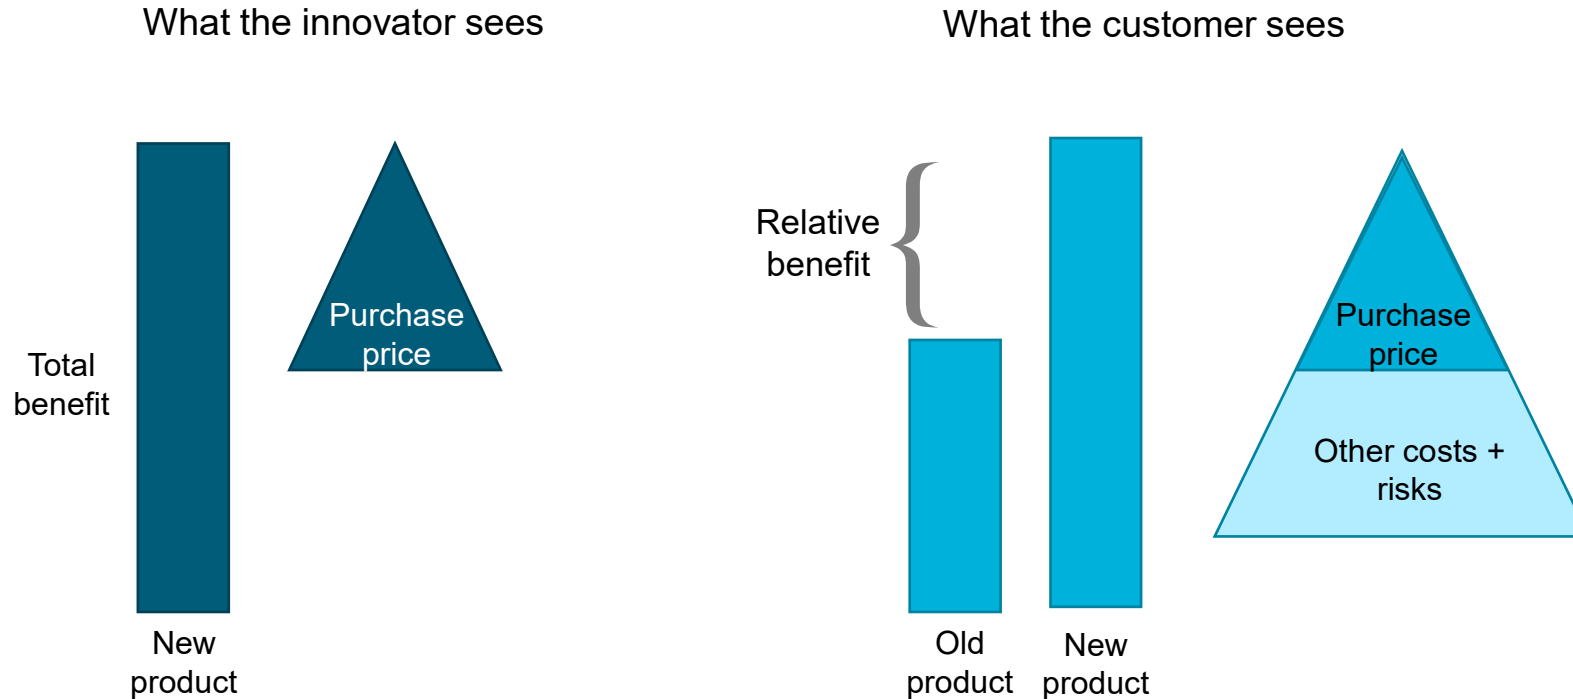 What the innovator sees
Total
benefit
Purchase
price
New
product
What the customer sees
Relative
benefit
Purchase
price
Other costs +
risks
Old
product
New
product